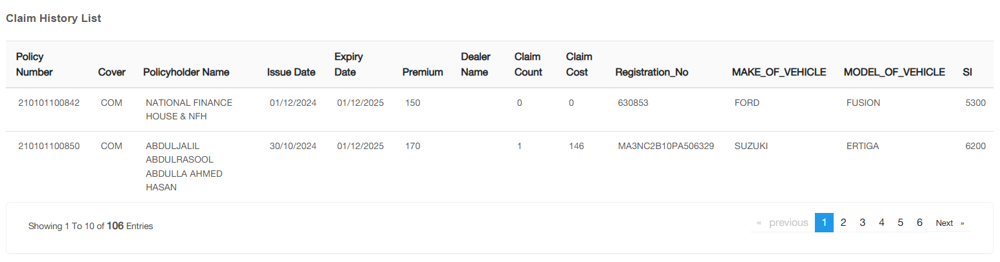 Claim History List
Policy Number Cover Policyholder Name Issue Date Expiry Date Premium Dealer Name Claim Count Claim Cost Registration_No MAKE_OF_VEHICLE MODEL_OF_VEHICLE SI
210101100842 COM NATIONAL FINANCE 01/12/2024 01/12/2025 150 0 0 630853 FORD FUSION 5300
HOUSE & NFH
210101100850 COM ABDULJALIL 30/10/2024 01/12/2025 170 1 146 MA3NC2B10PA506329 SUZUKI ERTIGA 6200
ABDULRASOOL
ABDULLA AHMED
HASAN
Showing 1 To 10 of 106 Entries « previous 1 2 3 4 5 6 Next »